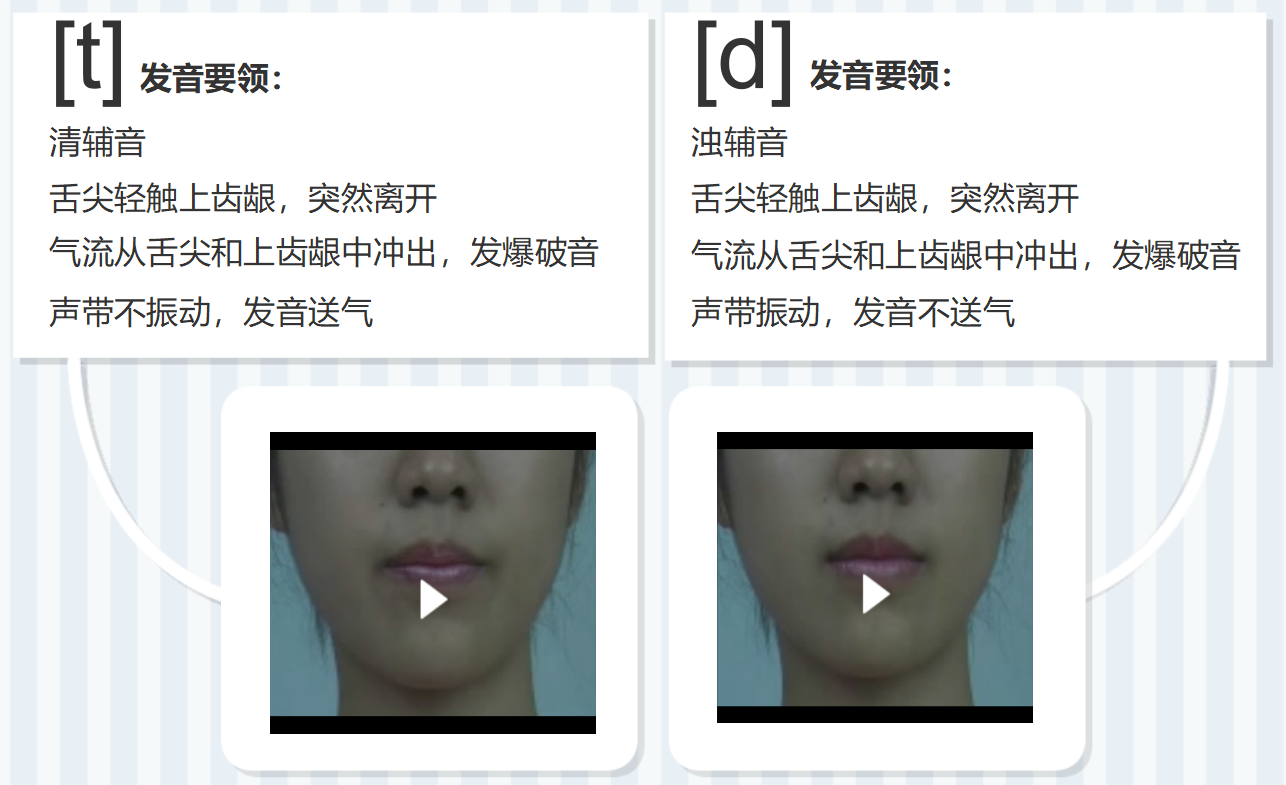 [t] 发音要领：
清辅音
舌尖轻触上齿龈，突然离开
气流从舌尖和上齿龈中冲出，发爆破音
声带不振动，发音送气
[d] 发音要领：
浊辅音
舌尖轻触上齿龈，突然离开
气流从舌尖和上齿龈中冲出，发爆破音
声带振动，发音不送气